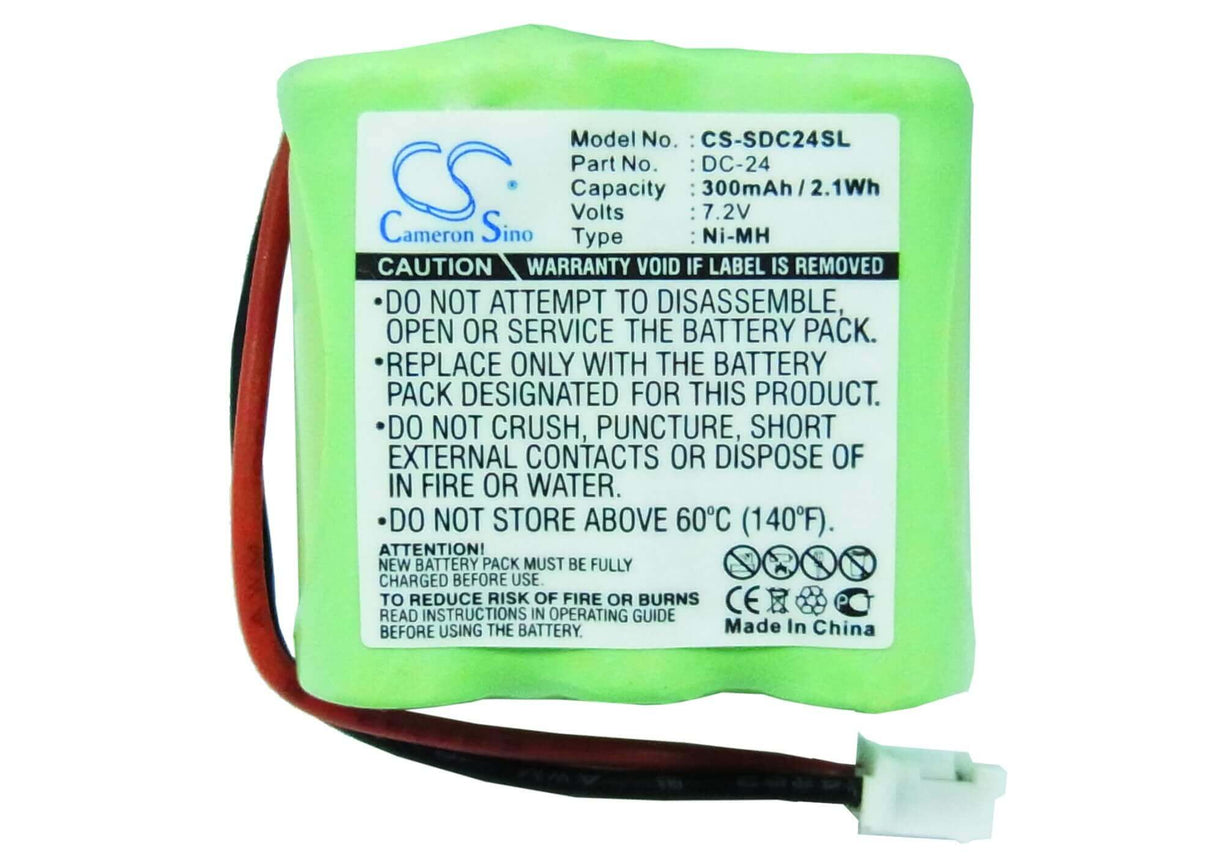 CS
Cameron Sino
Model No. : CS-SDC24SL
Part No. : DC-24
Capacity : 300mAh / 2.1Wh
Volts : 7.2V
Type : Ni-MH
CAUTION \ WARRANTY VOID IF LABEL IS REMOVED
•DO NOT ATTEMPT TO DISASSEMBLE,
OPEN OR SERVICE THE BATTERY PACK.
•REPLACE ONLY WITH THE BATTERY
PACK DESIGNATED FOR THIS PRODUCT.
•DO NOT CRUSH, PUNCTURE, SHORT
EXTERNAL CONTACTS OR DISPOSE OF
IN FIRE OR WATER.
•DO NOT STORE ABOVE 60°C (140°F).
ATTENTION!
NEW BATTERY PACK MUST BE FULLY
CHARGED BEFORE USE.
TO REDUCE RISK OF FIRE OR BURNS
READ INSTRUCTIONS IN OPERATING GUIDE
BEFORE USING THE BATTERY.
CE
Made In China